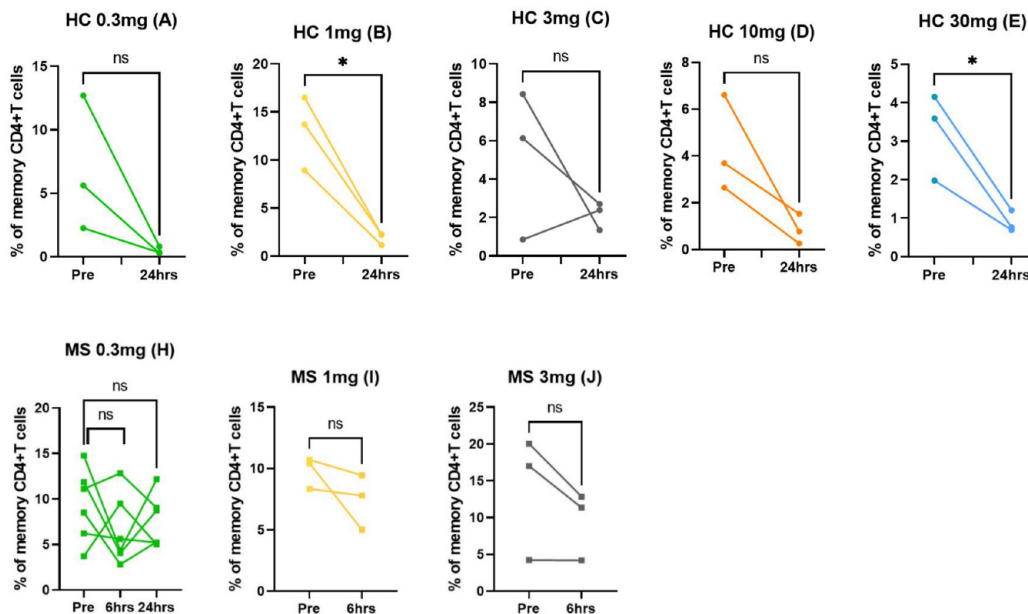 HC 0.3mg (A)
% of memory CD4+T cells
15
10
5
0
ns
Pre
24hrs
HC 1mg (B)
% of memory CD4+T cells
20
15
10
5
0
*
Pre
24hrs
HC 3mg (C)
% of memory CD4+T cells
10
8
6
4
2
0
ns
Pre
24hrs
HC 10mg (D)
% of memory CD4+T cells
8
6
4
2
0
ns
Pre
24hrs
HC 30mg (E)
% of memory CD4+T cells
5
4
3
2
1
0
*
Pre
24hrs
MS 0.3mg (H)
% of memory CD4+T cells
20
15
10
5
0
ns
ns
Pre
6hrs
24hrs
MS 1mg (I)
% of memory CD4+T cells
15
10
5
0
ns
Pre
6hrs
MS 3mg (J)
% of memory CD4+T cells
25
20
15
10
5
0
ns
Pre
6hrs